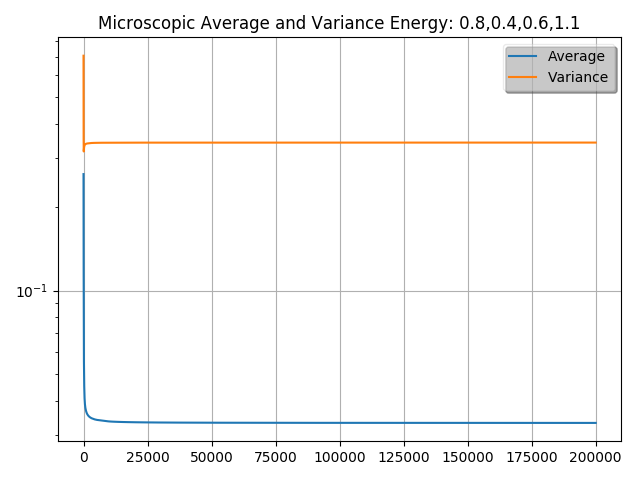 Microscopic Average and Variance Energy: 0.8,0.4,0.6,1.1
Average
Variance
10⁻¹
0 25000 50000 75000 100000 125000 150000 175000 200000